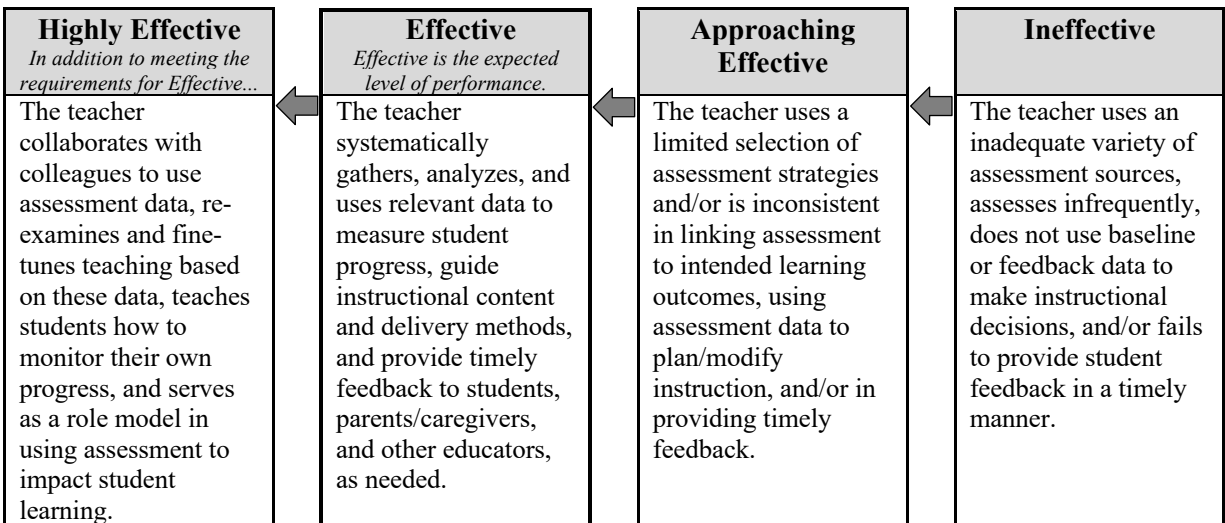 Highly Effective
In addition to meeting the
requirements for Effective...
The teacher
collaborates with
colleagues to use
assessment data, re-
examines and fine-
tunes teaching based
on these data, teaches
students how to
monitor their own
progress, and serves
as a role model in
using assessment to
impact student
learning.
Effective
Effective is the expected
level of performance.
The teacher
systematically
gathers, analyzes, and
uses relevant data to
measure student
progress, guide
instructional content
and delivery methods,
and provide timely
feedback to students,
parents/caregivers,
and other educators,
as needed.
Approaching
Effective
The teacher uses a
limited selection of
assessment strategies
and/or is inconsistent
in linking assessment
to intended learning
outcomes, using
assessment data to
plan/modify
instruction, and/or in
providing timely
feedback.
Ineffective
The teacher uses an
inadequate variety of
assessment sources,
assesses infrequently,
does not use baseline
or feedback data to
make instructional
decisions, and/or fails
to provide student
feedback in a timely
manner.